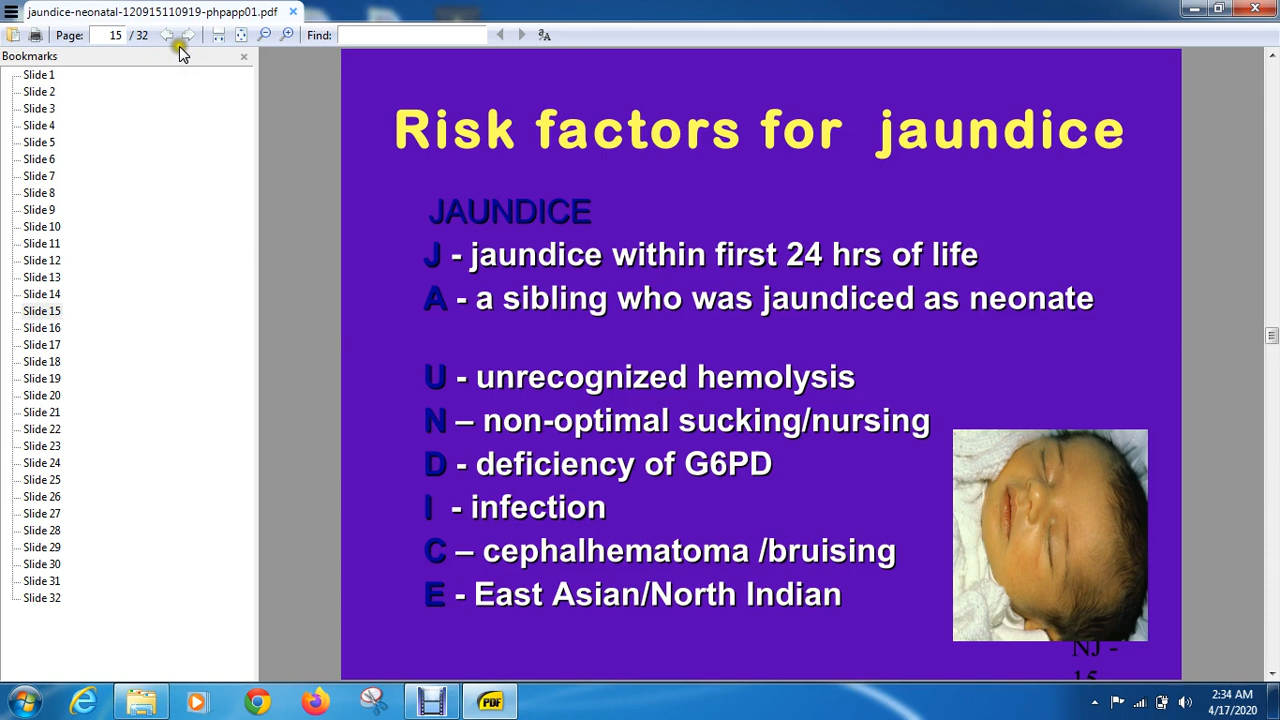 jaundice-neonatal-120915110919-phpapp01.pdf
Page: 15 / 32 Find:
Bookmarks
Slide 1
Slide 2
Slide 3
Slide 4
Slide 5
Slide 6
Slide 7
Slide 8
Slide 9
Slide 10
Slide 11
Slide 12
Slide 13
Slide 14
Slide 15
Slide 16
Slide 17
Slide 18
Slide 19
Slide 20
Slide 21
Slide 22
Slide 23
Slide 24
Slide 25
Slide 26
Slide 27
Slide 28
Slide 29
Slide 30
Slide 31
Slide 32
Risk factors for jaundice
JAUNDICE
J - jaundice within first 24 hrs of life
A - a sibling who was jaundiced as neonate
U - unrecognized hemolysis
N – non-optimal sucking/nursing
D - deficiency of G6PD
I - infection
C – cephalhematoma /bruising
E - East Asian/North Indian
NJ -
15
PDF
2:34 AM
4/17/2020